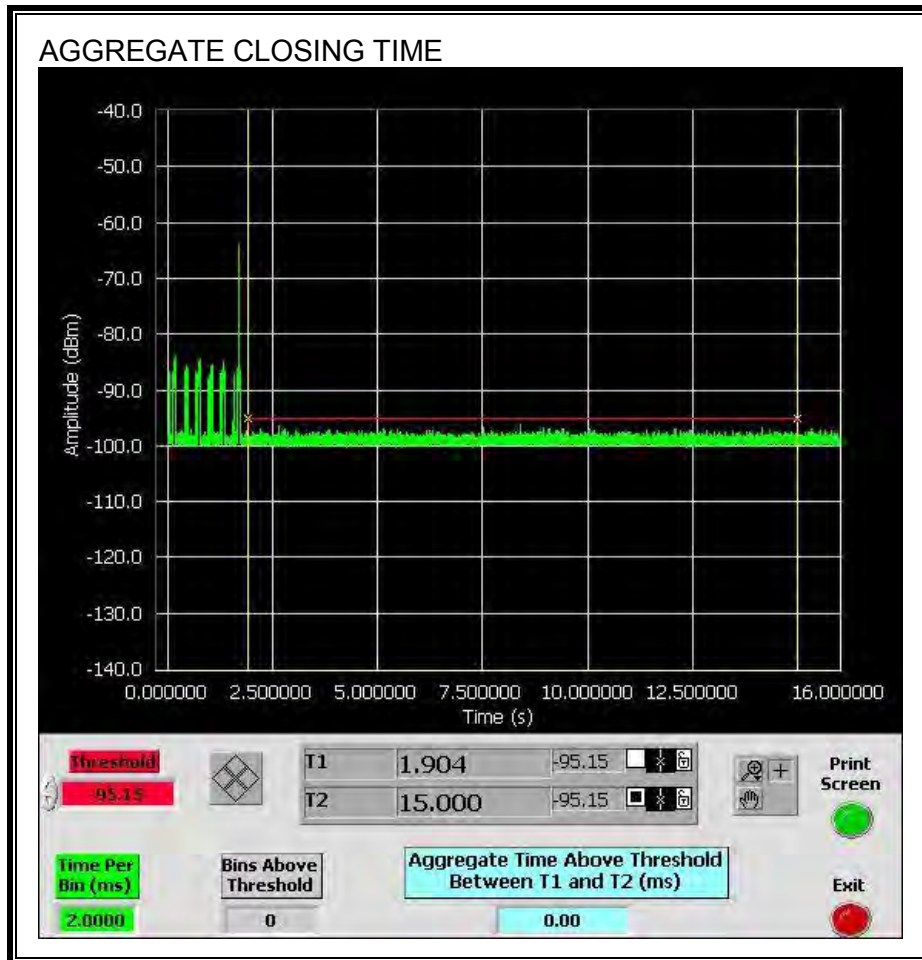 AGGREGATE CLOSING TIME
-40.0
-50.0
-60.0
-70.0
-80.0
-90.0
-100.0
-110.0
-120.0
-130.0
-140.0
Amplitude (dBm)
0.000000 2.500000 5.000000 7.500000 10.000000 12.500000 16.000000
Time (s)
Threshold
-95.15
T1 1.904 -95.15
T2 15.000 -95.15
Print
Screen
Time Per
Bin (ms)
2.0000
Bins Above
Threshold
0
Aggregate Time Above Threshold
Between T1 and T2 (ms)
0.00
Exit